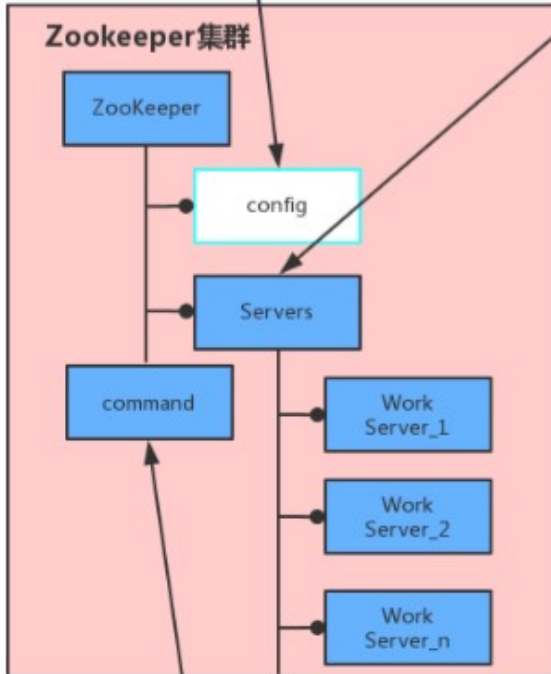 Zookeeper集群
ZooKeeper
config
Servers
command
Work
Server_1
Work
Server_2
Work
Server_n